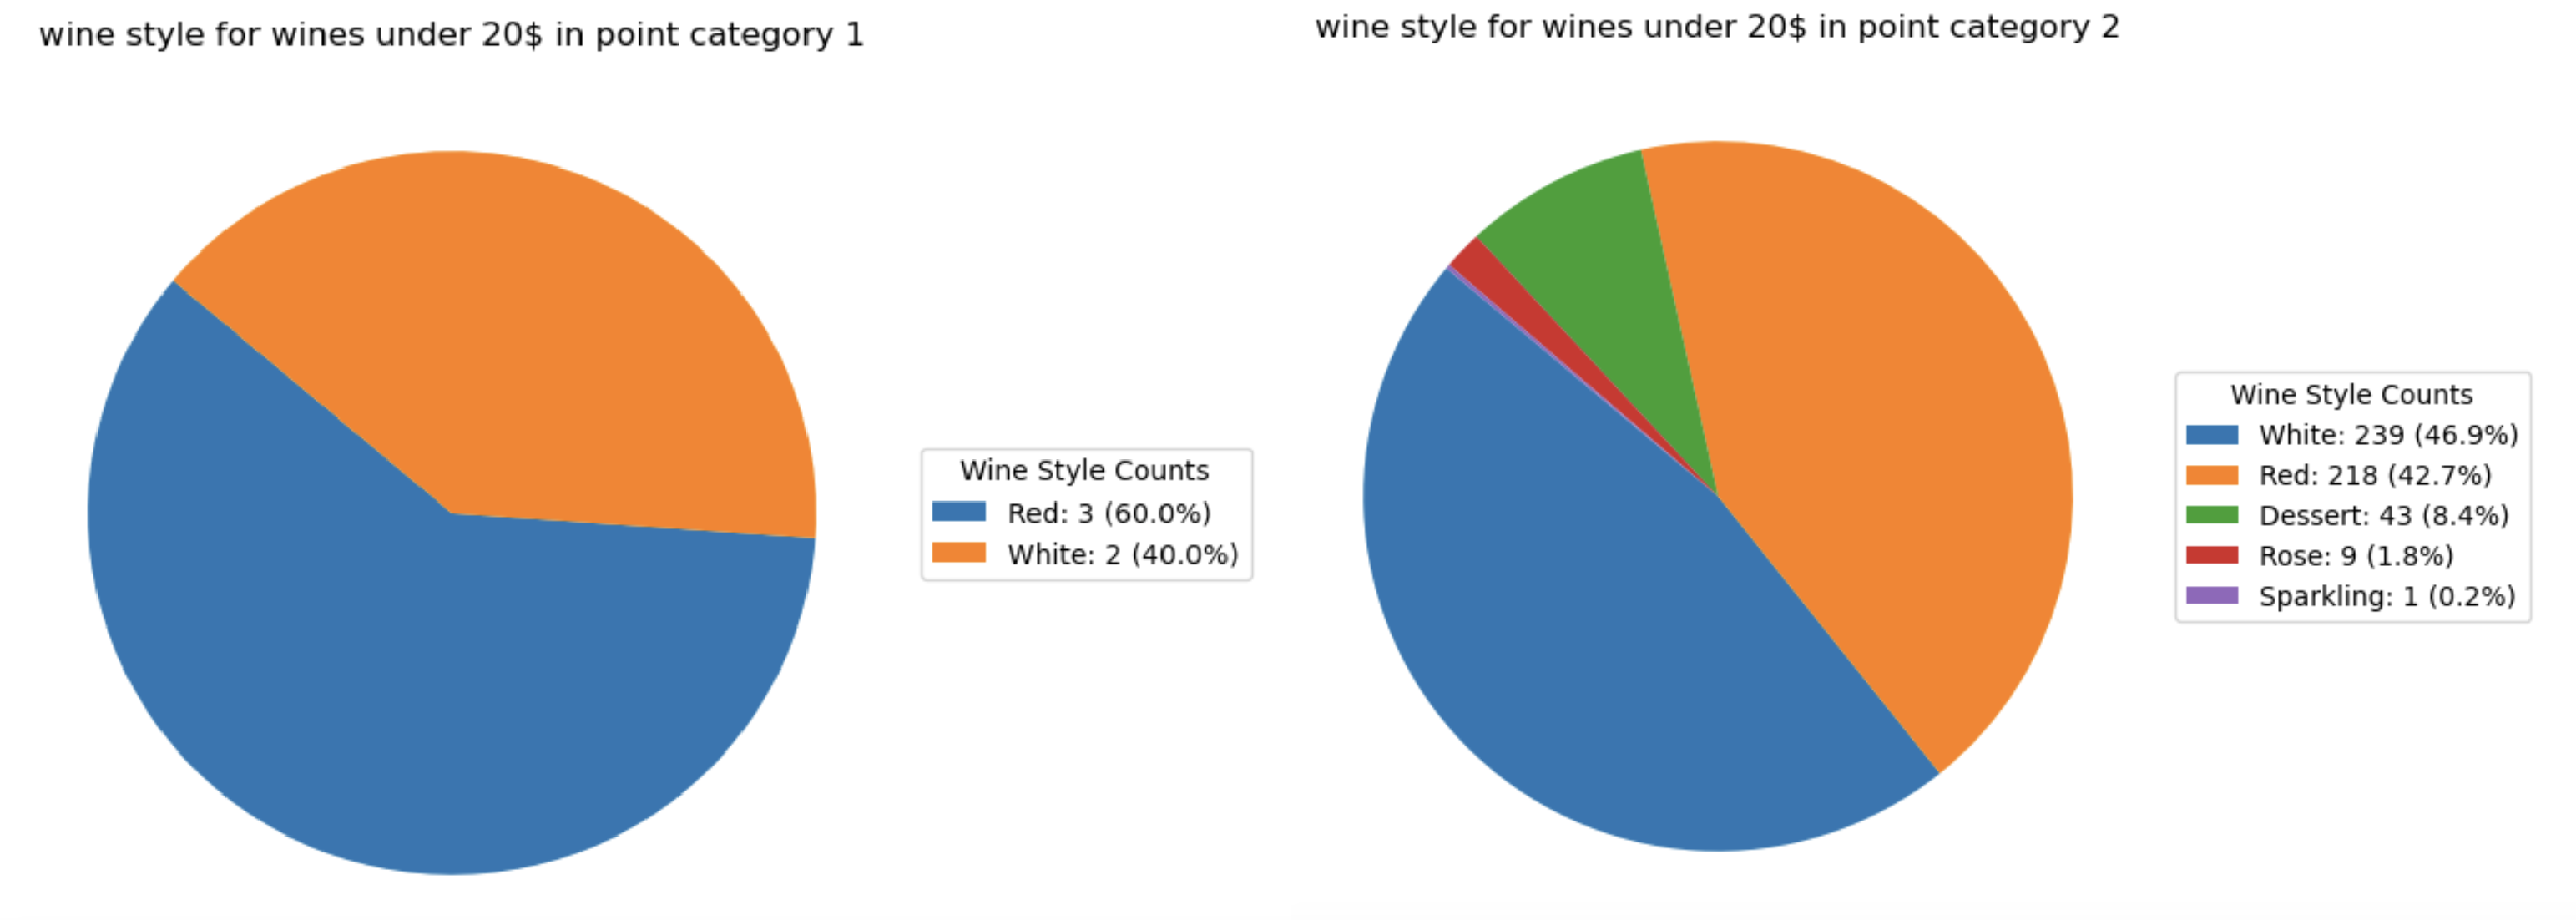 wine style for wines under 20$ in point category 1
Wine Style Counts
Red: 3 (60.0%)
White: 2 (40.0%)
wine style for wines under 20$ in point category 2
Wine Style Counts
White: 239 (46.9%)
Red: 218 (42.7%)
Dessert: 43 (8.4%)
Rose: 9 (1.8%)
Sparkling: 1 (0.2%)